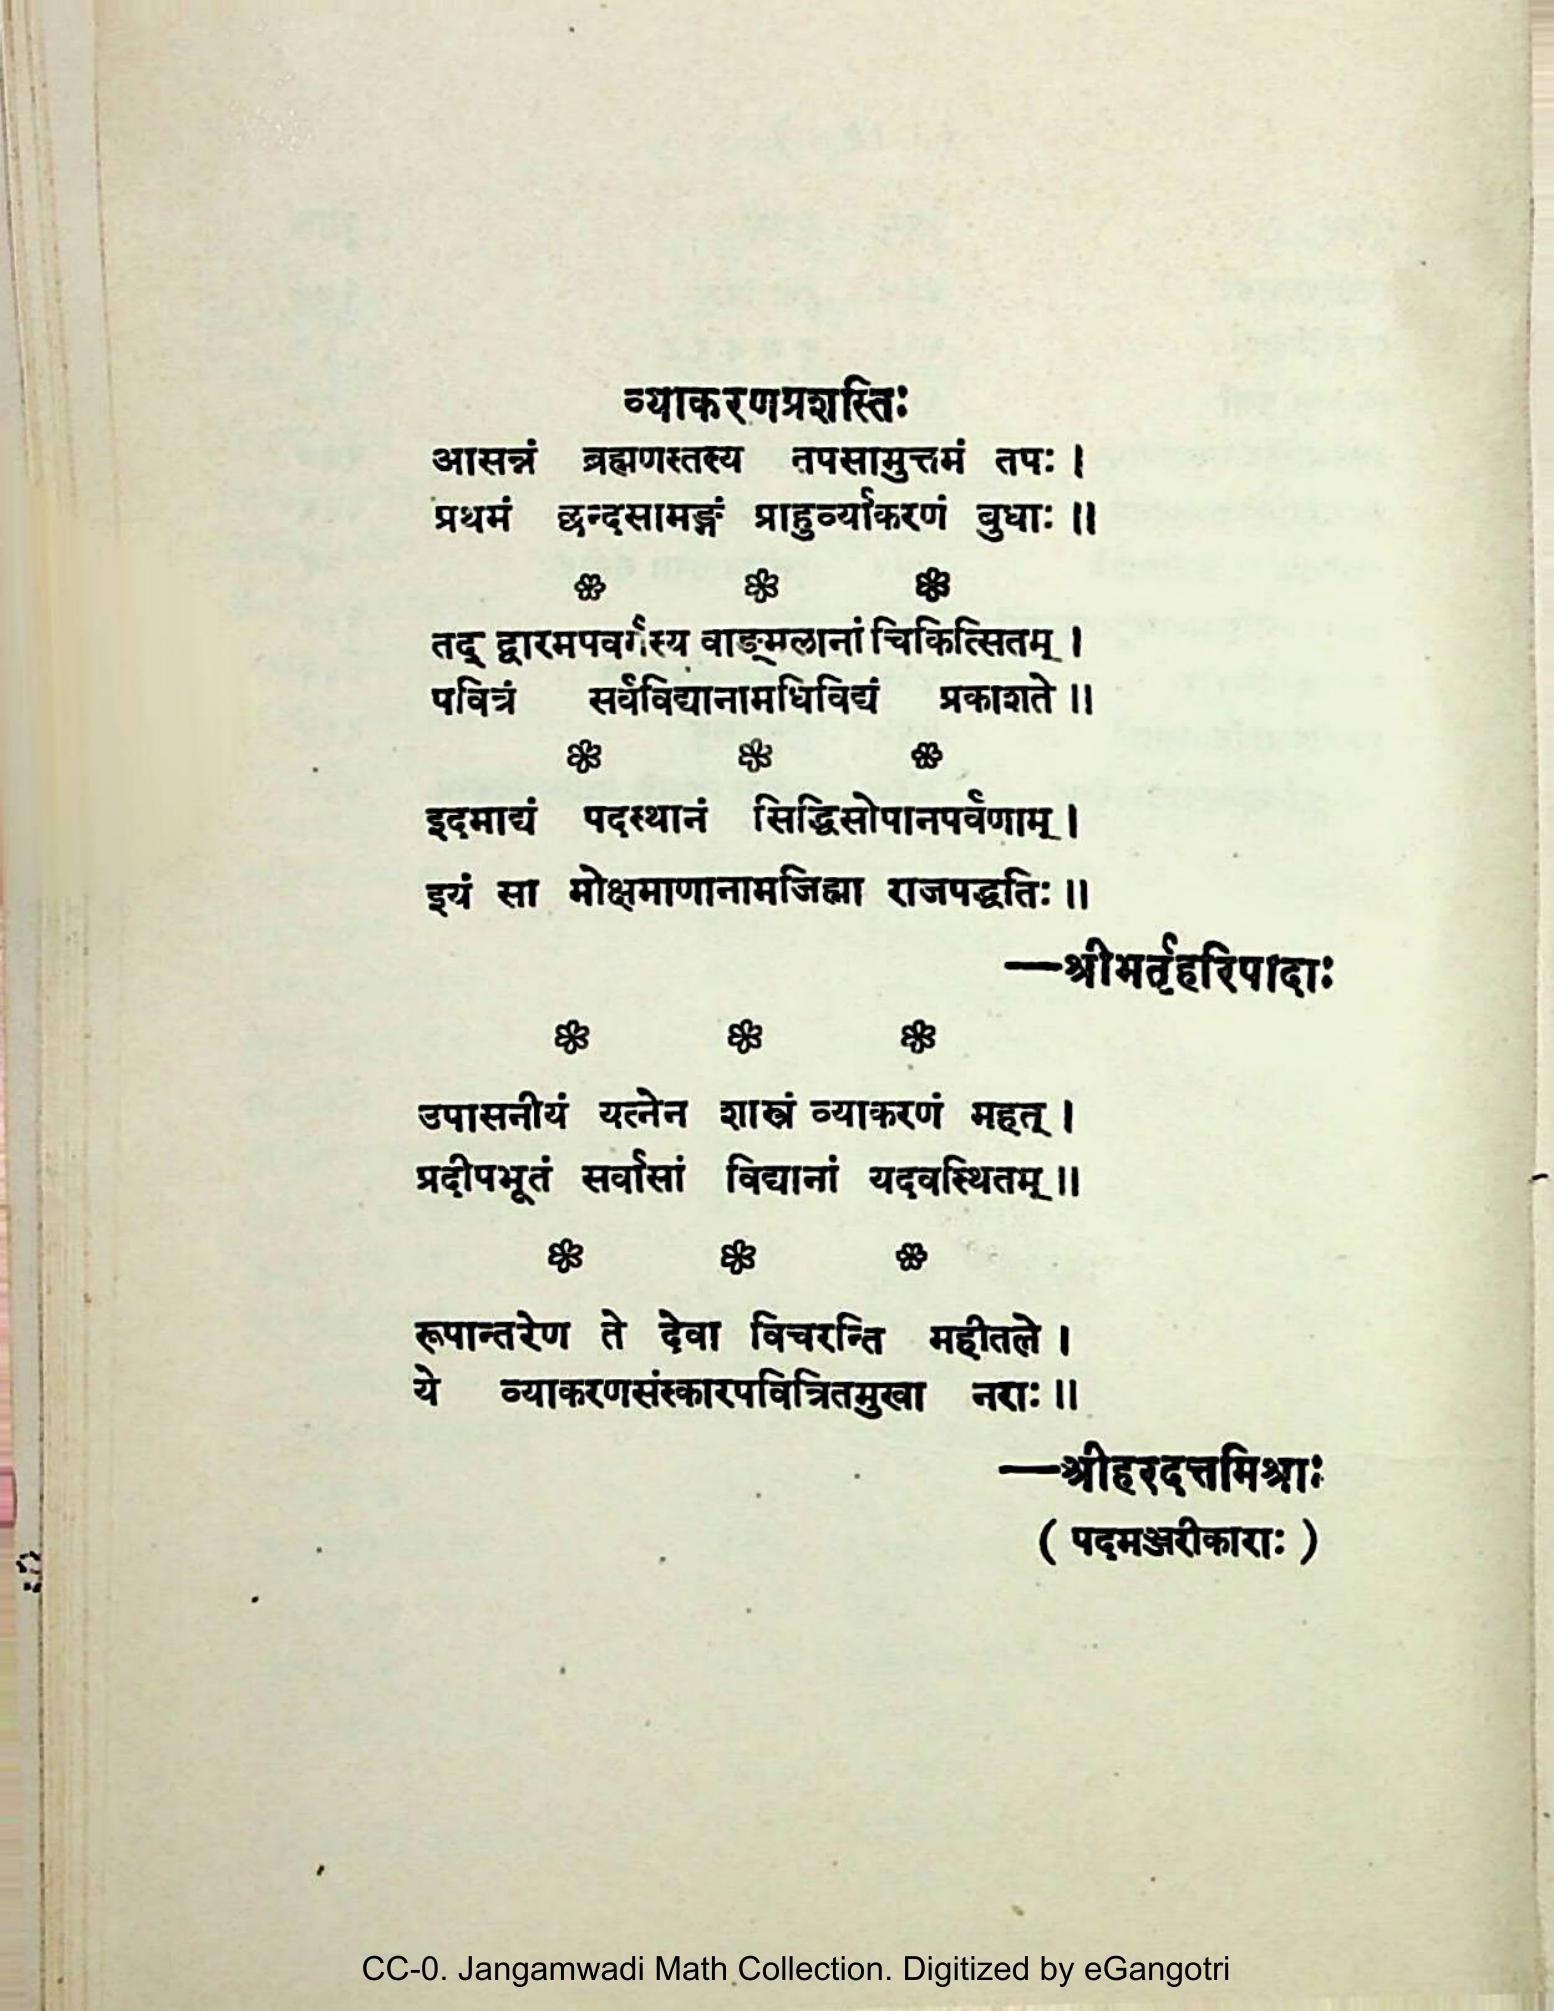 व्याकरणप्रशस्तिः
आसन्नं ब्रह्मणस्तस्य तपसामुत्तमं तपः ।
प्रथमं छन्दसामङ्गं प्राहुर्व्याकरणं बुधाः ॥
तद् द्वारमपवर्गस्य वाङ्मलानां चिकित्सितम् ।
पवित्रं सर्वविद्यानामधिविद्यं प्रकाशते ॥
इदमाद्यं पदस्थानं सिद्धिसोपानपर्वणाम् ।
इयं सा मोक्षमाणानामजिह्मा राजपद्धतिः ॥
—श्रीभर्तृहरिपादाः
उपासनीयं यत्नेन शास्त्रं व्याकरणं महत् ।
प्रदीपभूतं सर्वासां विद्यानां यदवस्थितम् ॥
रूपान्तरेण ते देवा विचरन्ति महीतले ।
ये व्याकरणसंस्कारपवित्रितमुखा नराः ॥
—श्रीहरदत्तमिश्राः
( पदमञ्जरीकाराः )
CC-0. Jangamwadi Math Collection. Digitized by eGangotri